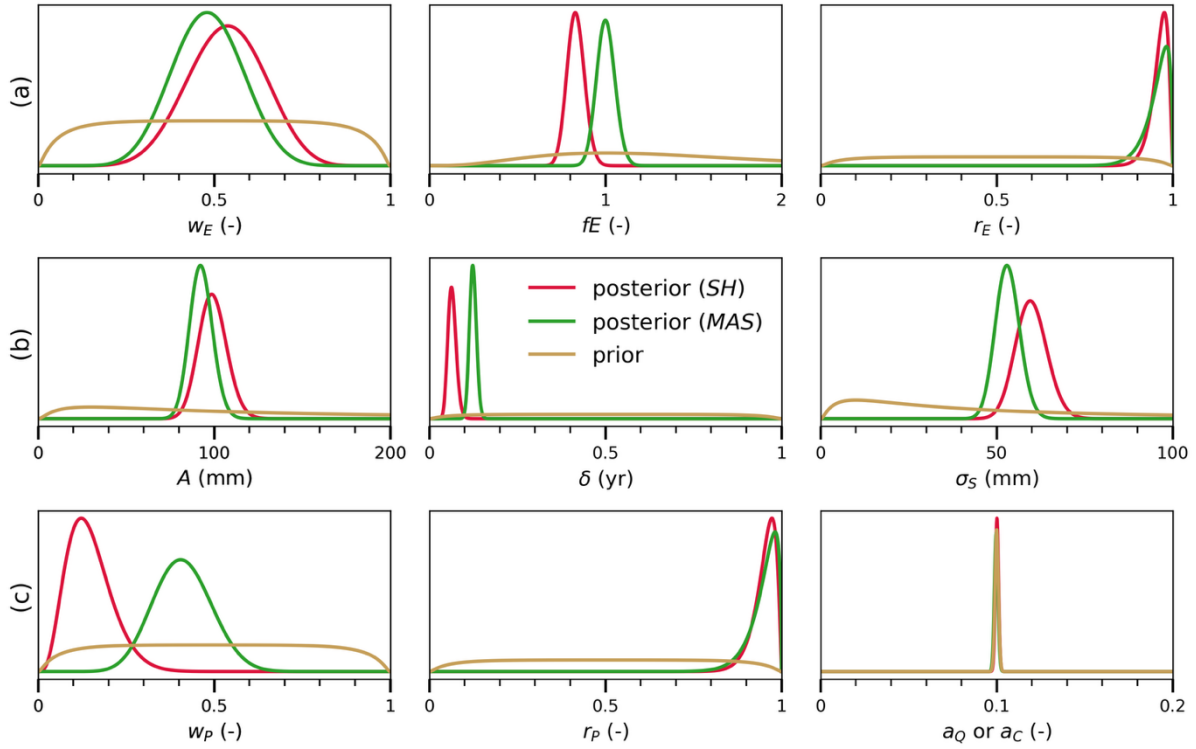 (a)
0 0.5 1
w_E (-)
0 1 2
fE (-)
0 0.5 1
r_E (-)
(b)
0 100 200
A (mm)
posterior (SH)
posterior (MAS)
prior
0 0.5 1
δ (yr)
0 50 100
σ_S (mm)
(c)
0 0.5 1
w_P (-)
0 0.5 1
r_P (-)
0 0.1 0.2
a_Q or a_C (-)